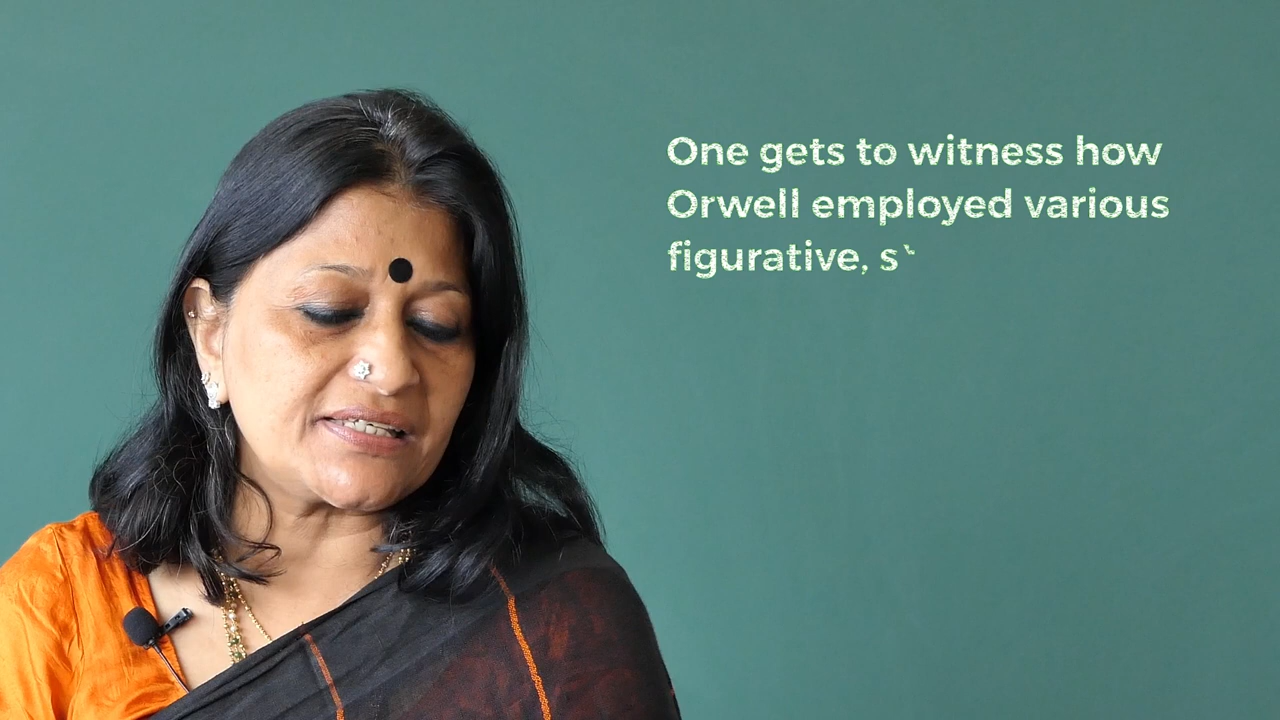 One gets to witness how
Orwell employed various
figurative, s